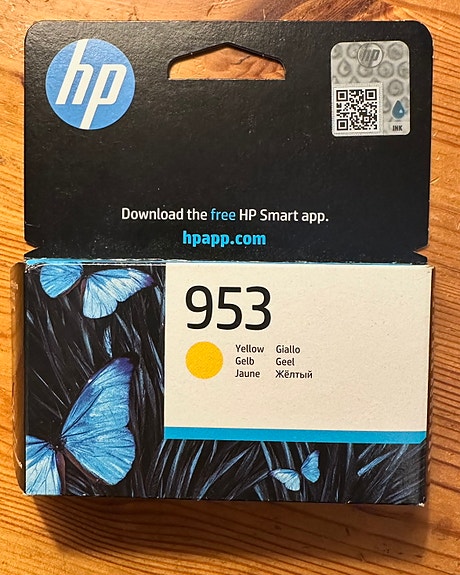 hp
hp
INK
Download the free HP Smart app.
hpapp.com
953
Yellow Giallo
Gelb Geel
Jaune Жёлтый